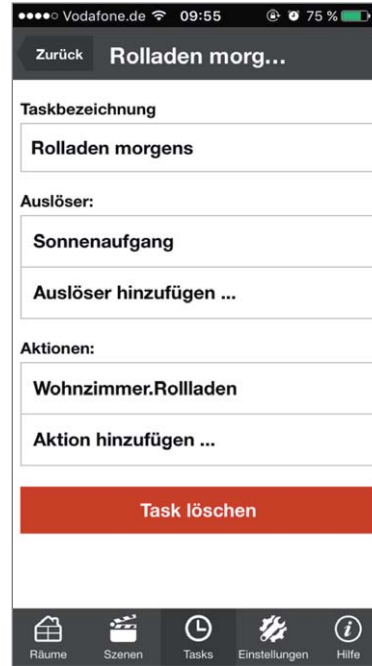 Vodafone.de 09:55 75 %
Zurück Rolladen morg...
Taskbezeichnung
Rolladen morgens
Auslöser:
Sonnenaufgang
Auslöser hinzufügen ...
Aktionen:
Wohnzimmer.Rollladen
Aktion hinzufügen ...
Task löschen
Räume Szenen Tasks Einstellungen Hilfe